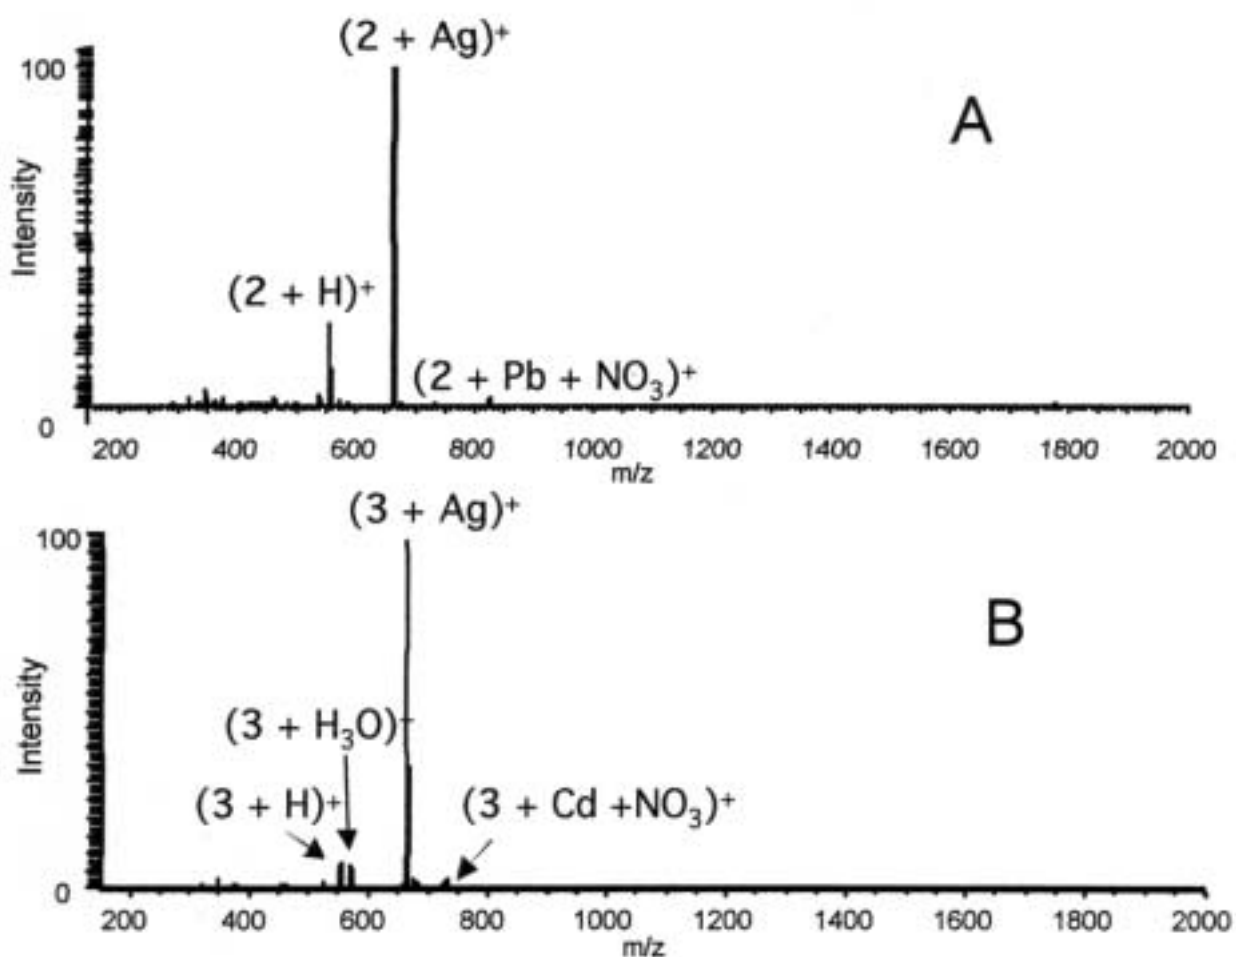 (2 + Ag)⁺
100
A
Intensity
(2 + H)⁺
(2 + Pb + NO₃)⁺
0
200 400 600 800 1000 1200 1400 1600 1800 2000
m/z
(3 + Ag)⁺
100
B
Intensity
(3 + H₃O)⁺
(3 + H)⁺
(3 + Cd +NO₃)⁺
0
200 400 600 800 1000 1200 1400 1600 1800 2000
m/z